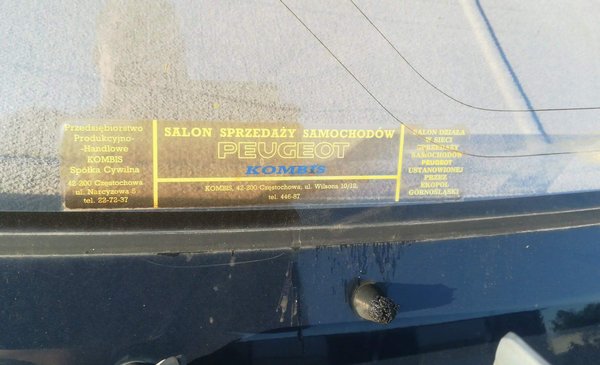 Przedsiębiorstwo
Produkcyjno-
-Handlowe
KOMBIS
Spółka Cywilna
42-200 Częstochowa
ul. Narcyzowa 5
tel. 22-72-37
SALON SPRZEDAŻY SAMOCHODÓW
PEUGEOT
KOMBIS
KOMBIS, 42-200 Częstochowa, ul. Wilsona 10/12,
tel. 446-87
SALON DZIAŁA
W SIECI
SPRZEDAŻY
SAMOCHODÓW
PEUGEOT
USTANOWIONEJ
PRZEZ
EKOPOL
GÓRNOŚLĄSKI